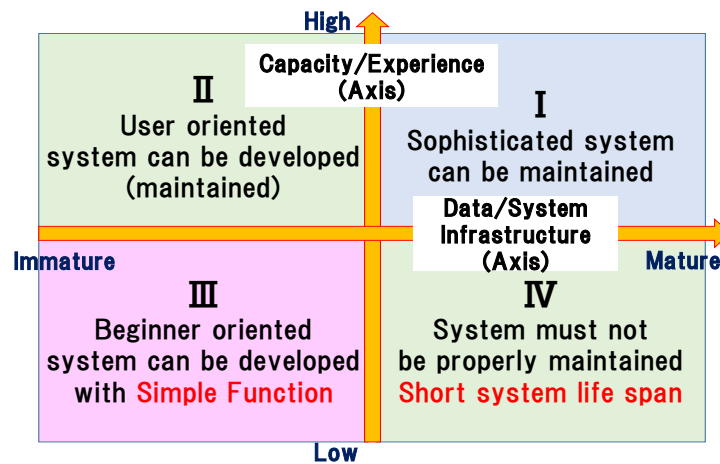 High
Capacity/Experience
(Axis)
Ⅱ
User oriented
system can be developed
(maintained)
Ⅰ
Sophisticated system
can be maintained
Data/System
Infrastructure
(Axis)
Immature
Mature
Ⅲ
Beginner oriented
system can be developed
with Simple Function
Ⅳ
System must not
be properly maintained
Short system life span
Low